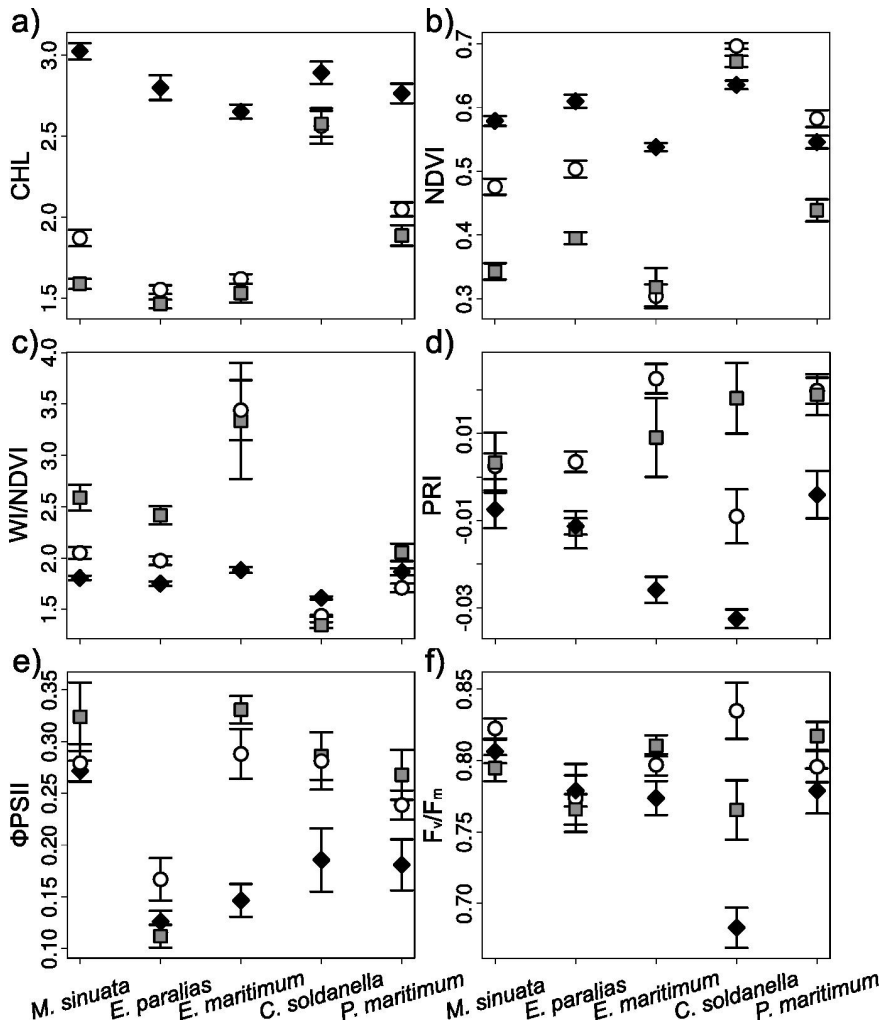 a)
CHL
3.0
2.5
2.0
1.5
b)
NDVI
0.7
0.6
0.5
0.4
0.3
c)
WI/NDVI
4.0
3.5
3.0
2.5
2.0
1.5
d)
PRI
0.01
-0.01
-0.03
e)
ΦPSII
0.35
0.30
0.25
0.20
0.15
0.10
f)
Fv/Fm
0.85
0.80
0.75
0.70
M. sinuata
E. paralias
E. maritimum
C. soldanella
P. maritimum
M. sinuata
E. paralias
E. maritimum
C. soldanella
P. maritimum